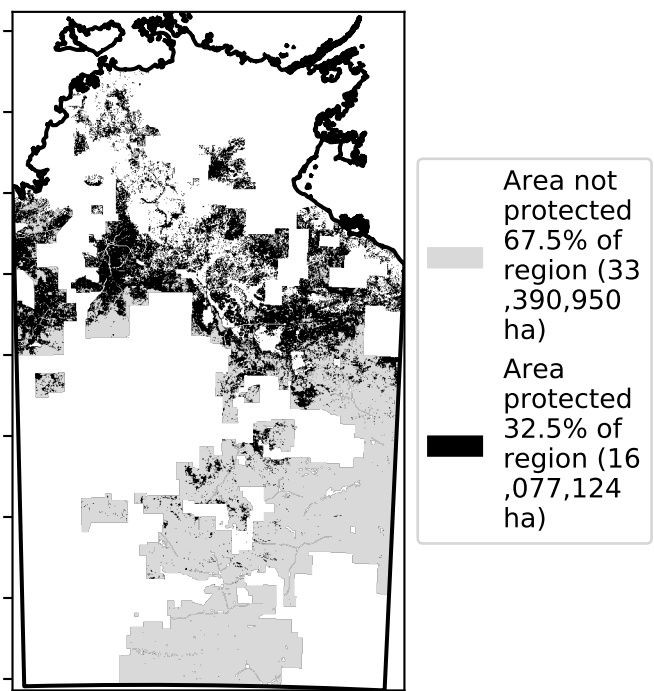 Area not
protected
67.5% of
region (33
,390,950
ha)
Area
protected
32.5% of
region (16
,077,124
ha)